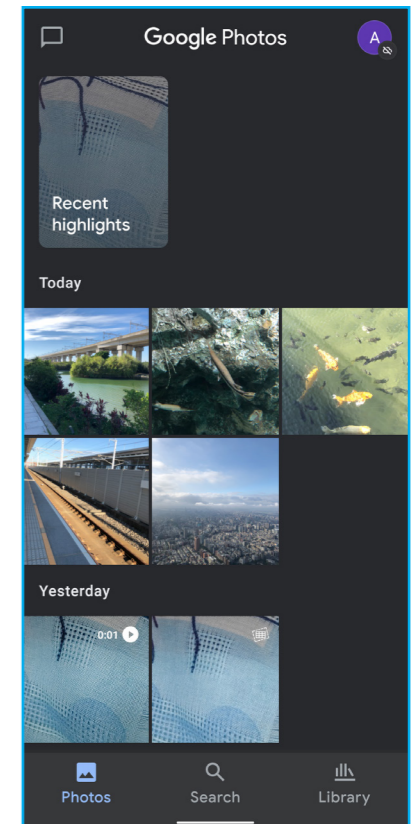 Google Photos
A
Recent
highlights
Today
Yesterday
0:01
Photos
Search
Library